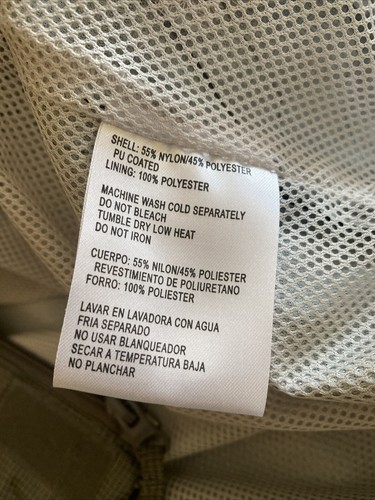 SHELL: 55% NYLON/45% POLYESTER
PU COATED
LINING: 100% POLYESTER
MACHINE WASH COLD SEPARATELY
DO NOT BLEACH
TUMBLE DRY LOW HEAT
DO NOT IRON
CUERPO: 55% NILON/45% POLIESTER
REVESTIMIENTO DE POLIURETANO
FORRO: 100% POLIESTER
LAVAR EN LAVADORA CON AGUA
FRIA SEPARADO
NO USAR BLANQUEADOR
SECAR A TEMPERATURA BAJA
NO PLANCHAR